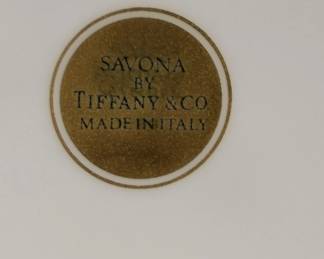 SAVONA
BY
TIFFANY & CO
MADE IN ITALY